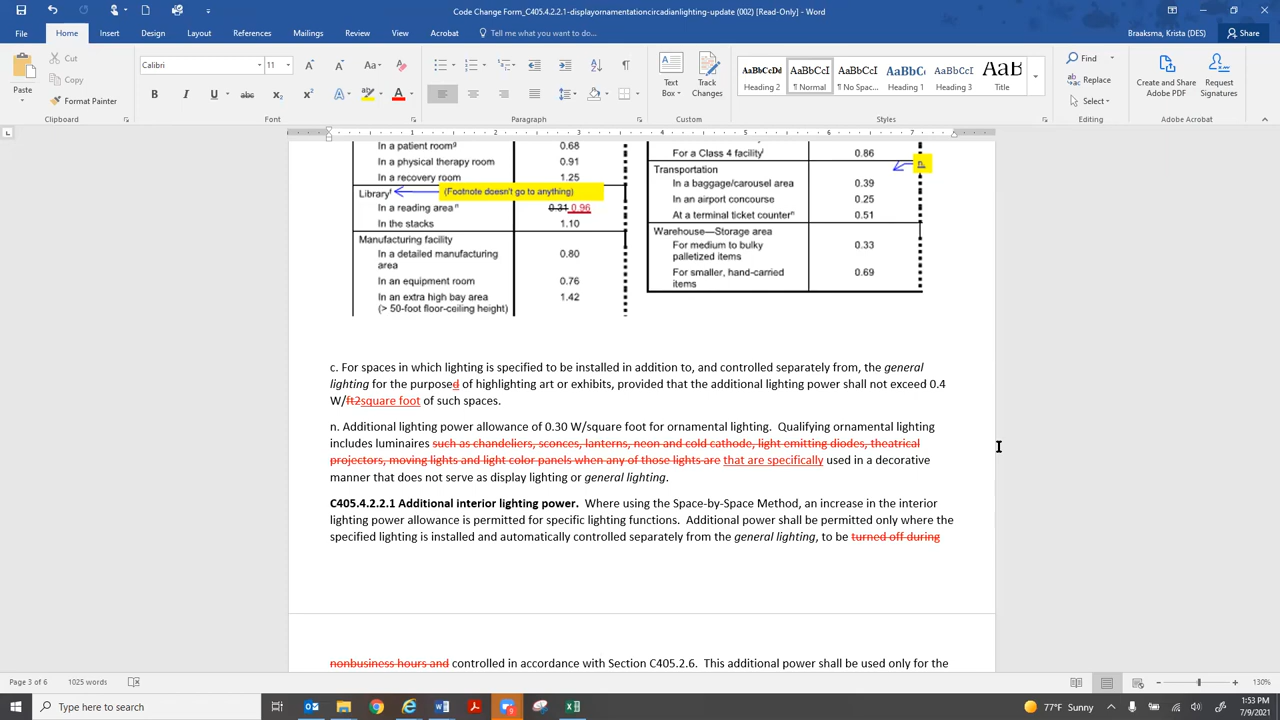 Code Change Form_C405.4.2.2.1-displayornamentationcircadianlighting-update (002) [Read-Only] - Word
File Home Insert Design Layout References Mailings Review View Acrobat Tell me what you want to do... Braaksma, Krista (DES) Share
Paste
Cut
Copy
Format Painter
Clipboard
Calibri 11
Font
Paragraph
Text Box
Track Changes
Custom
AaBbCcDd AaBbCcI AaBbCcI AaBbC AaBbCcI AaB
Heading 2 ¶ Normal ¶ No Spac... Heading 1 Heading 3 Title
Styles
Find
Replace
Select
Editing
Create and Share Adobe PDF
Request Signatures
Adobe Acrobat
In a patient room g 0.68
In a physical therapy room 0.91
In a recovery room 1.25
Library f (Footnote doesn't go to anything)
In a reading area n 0.31 0.96
In the stacks 1.10
Manufacturing facility
In a detailed manufacturing area 0.80
In an equipment room 0.76
In an extra high bay area 1.42
(> 50-foot floor-ceiling height)
For a Class 4 facility 0.86
n.
Transportation
In a baggage/carousel area 0.39
In an airport concourse 0.25
At a terminal ticket counter n 0.51
Warehouse—Storage area
For medium to bulky palletized items 0.33
For smaller, hand-carried items 0.69
c. For spaces in which lighting is specified to be installed in addition to, and controlled separately from, the general
lighting for the purposed of highlighting art or exhibits, provided that the additional lighting power shall not exceed 0.4
W/ft2square foot of such spaces.
n. Additional lighting power allowance of 0.30 W/square foot for ornamental lighting. Qualifying ornamental lighting
includes luminaires such as chandeliers, sconces, lanterns, neon and cold cathode, light emitting diodes, theatrical
projectors, moving lights and light color panels when any of those lights are that are specifically used in a decorative
manner that does not serve as display lighting or general lighting.
C405.4.2.2.1 Additional interior lighting power. Where using the Space-by-Space Method, an increase in the interior
lighting power allowance is permitted for specific lighting functions. Additional power shall be permitted only where the
specified lighting is installed and automatically controlled separately from the general lighting, to be turned off during
nonbusiness hours and controlled in accordance with Section C405.2.6. This additional power shall be used only for the
Page 3 of 6 1025 words 130%
Type here to search 77°F Sunny 1:53 PM
7/9/2021